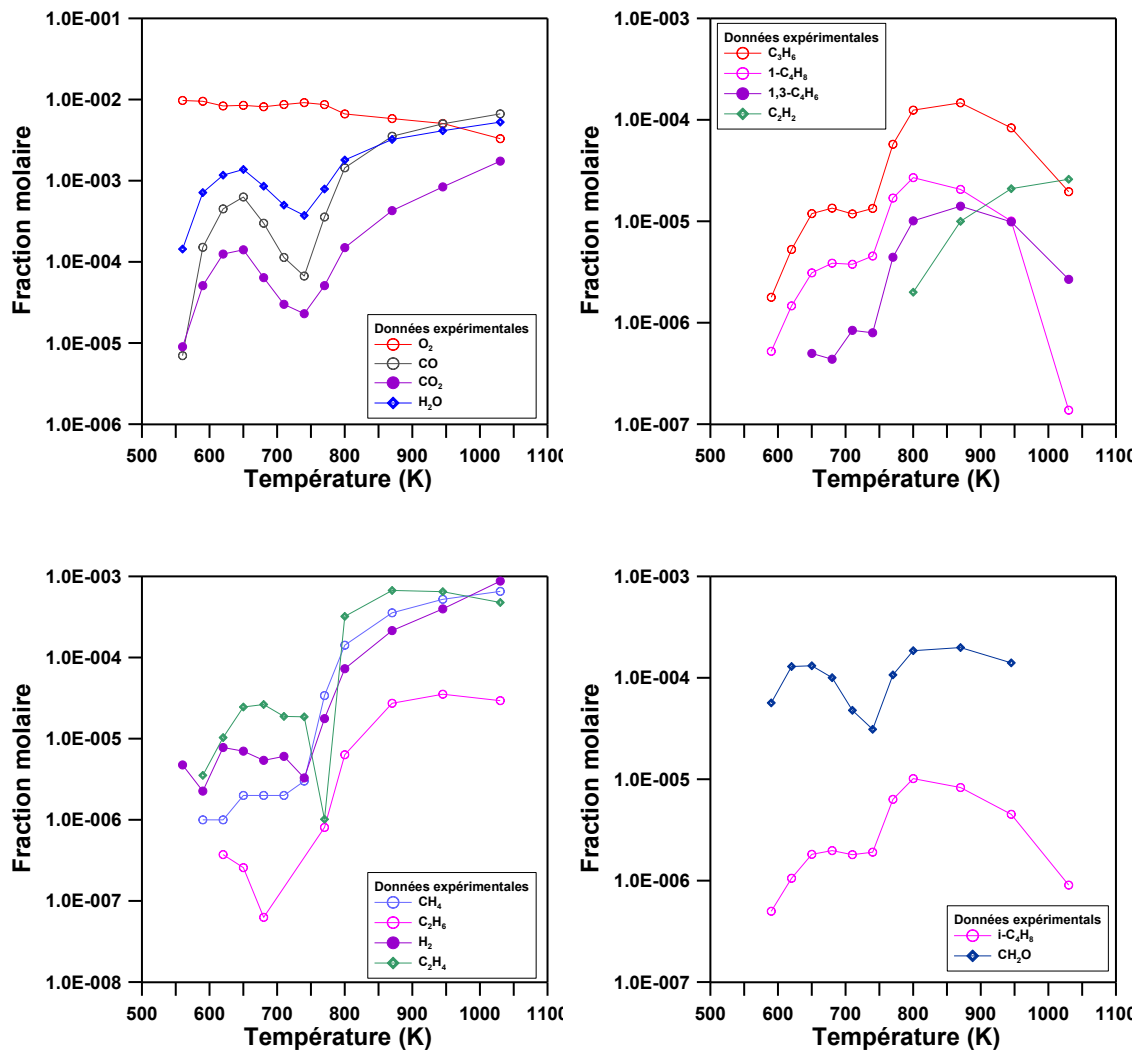 1.0E-001
1.0E-002
1.0E-003
1.0E-004
1.0E-005
1.0E-006
Fraction molaire
Données expérimentales
O₂
CO
CO₂
H₂O
500 600 700 800 900 1000 1100
Température (K)
1.0E-003
1.0E-004
1.0E-005
1.0E-006
1.0E-007
Fraction molaire
Données expérimentales
C₃H₆
1-C₄H₈
1,3-C₄H₆
C₂H₂
500 600 700 800 900 1000 1100
Température (K)
1.0E-003
1.0E-004
1.0E-005
1.0E-006
1.0E-007
1.0E-008
Fraction molaire
Données expérimentales
CH₄
C₂H₆
H₂
C₂H₄
500 600 700 800 900 1000 1100
Température (K)
1.0E-003
1.0E-004
1.0E-005
1.0E-006
1.0E-007
Fraction molaire
Données expérimentals
i-C₄H₈
CH₂O
500 600 700 800 900 1000 1100
Température (K)